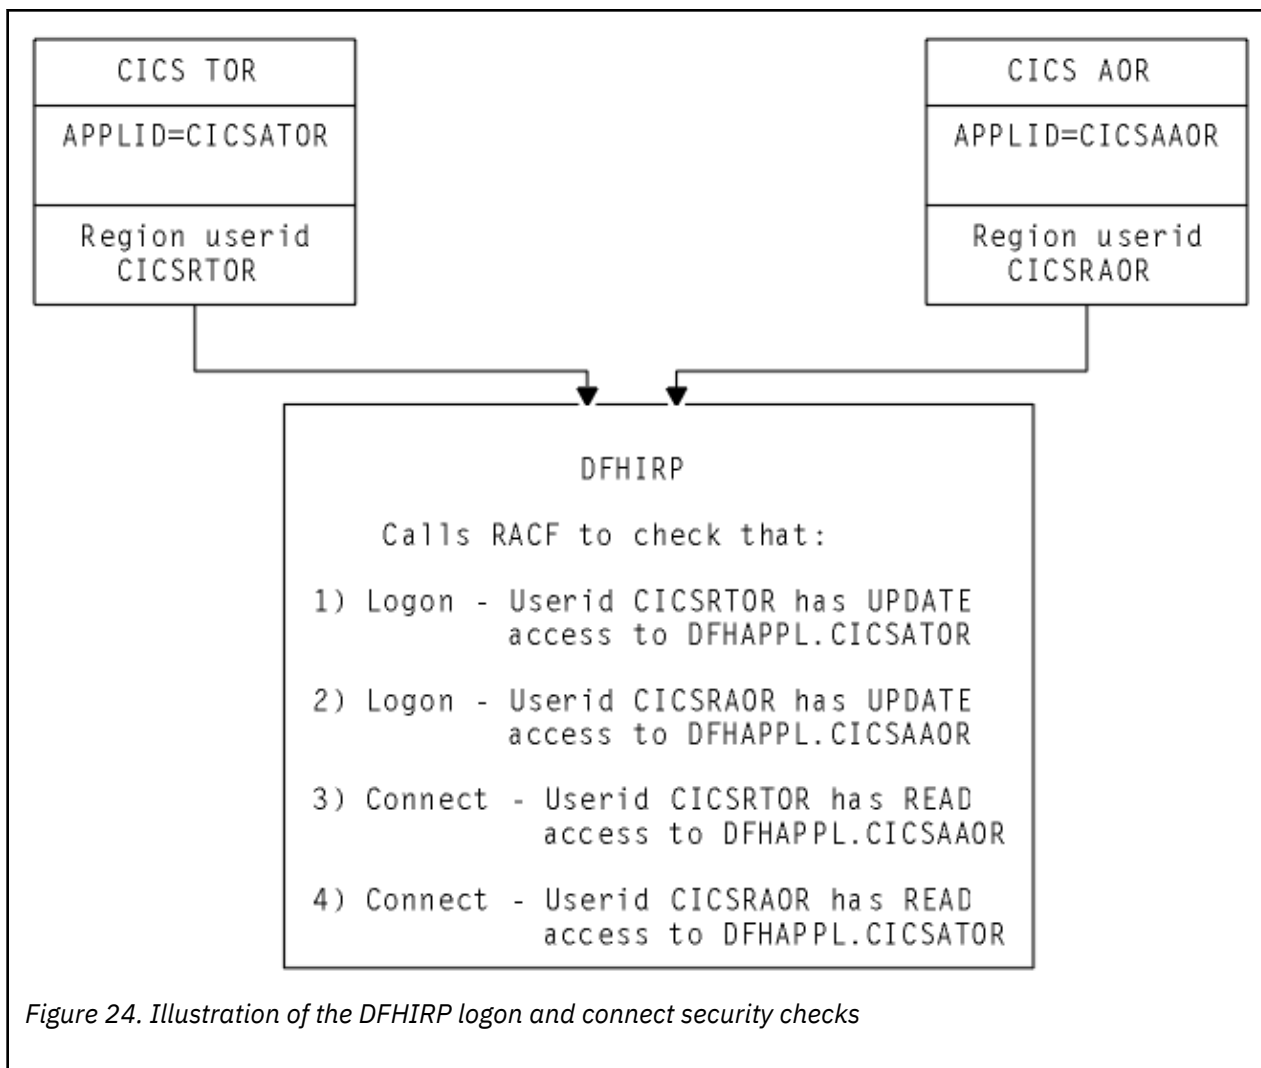 CICS TOR
APPLID=CICSATOR
Region userid
CICSRTOR
CICS AOR
APPLID=CICSAAOR
Region userid
CICSRAOR
DFHIRP
Calls RACF to check that:
1) Logon - Userid CICSRTOR has UPDATE
access to DFHAPPL.CICSATOR
2) Logon - Userid CICSRAOR has UPDATE
access to DFHAPPL.CICSAAOR
3) Connect - Userid CICSRTOR has READ
access to DFHAPPL.CICSAAOR
4) Connect - Userid CICSRAOR has READ
access to DFHAPPL.CICSATOR
Figure 24. Illustration of the DFHIRP logon and connect security checks